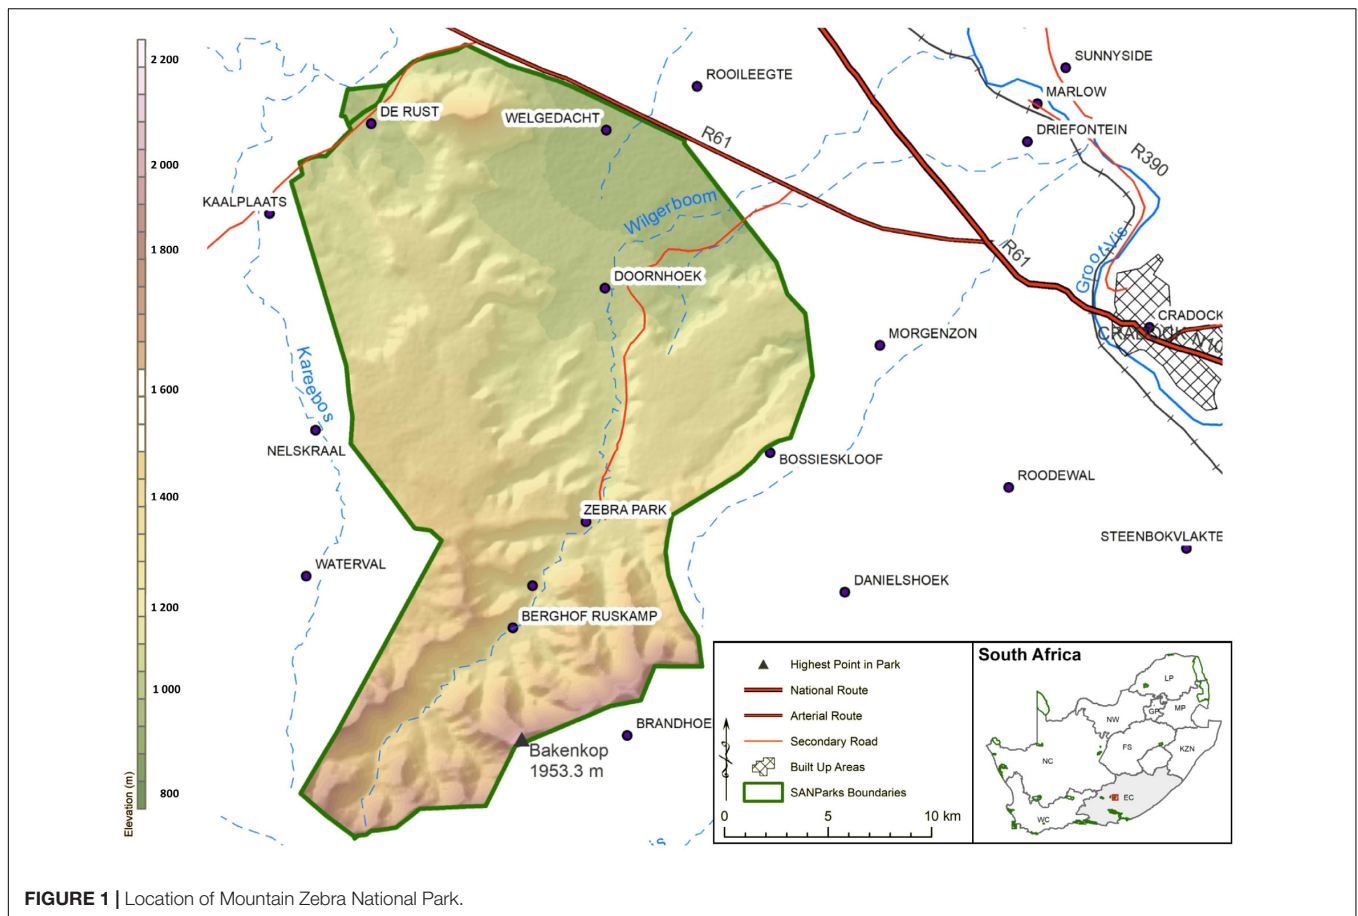 2 200
2 000
1 800
1 600
1 400
1 200
1 000
800
Elevation (m)
SUNNYSIDE
ROOILEEGTE
MARLOW
DE RUST
WELGEDACHT
DRIEFONTEIN
R61
R390
KAALPLAATS
Wilgerboom
R61
Groot-Vis
DOORNHOEK
CRADOCK
CRADOCK
N10
MORGENZON
Kareebos
NELSKRAAL
BOSSIESKLOOF
ROODEWAL
ZEBRA PARK
STEENBOKVLAKTE
WATERVAL
DANIELSHOEK
BERGHOF RUSKAMP
BRANDHOE
Bakenkop
1953.3 m
Highest Point in Park
National Route
Arterial Route
Secondary Road
Built Up Areas
SANParks Boundaries
0 5 10 km
South Africa
LP
NW
GP
MP
FS
KZN
NC
EC
WC
FIGURE 1 | Location of Mountain Zebra National Park.